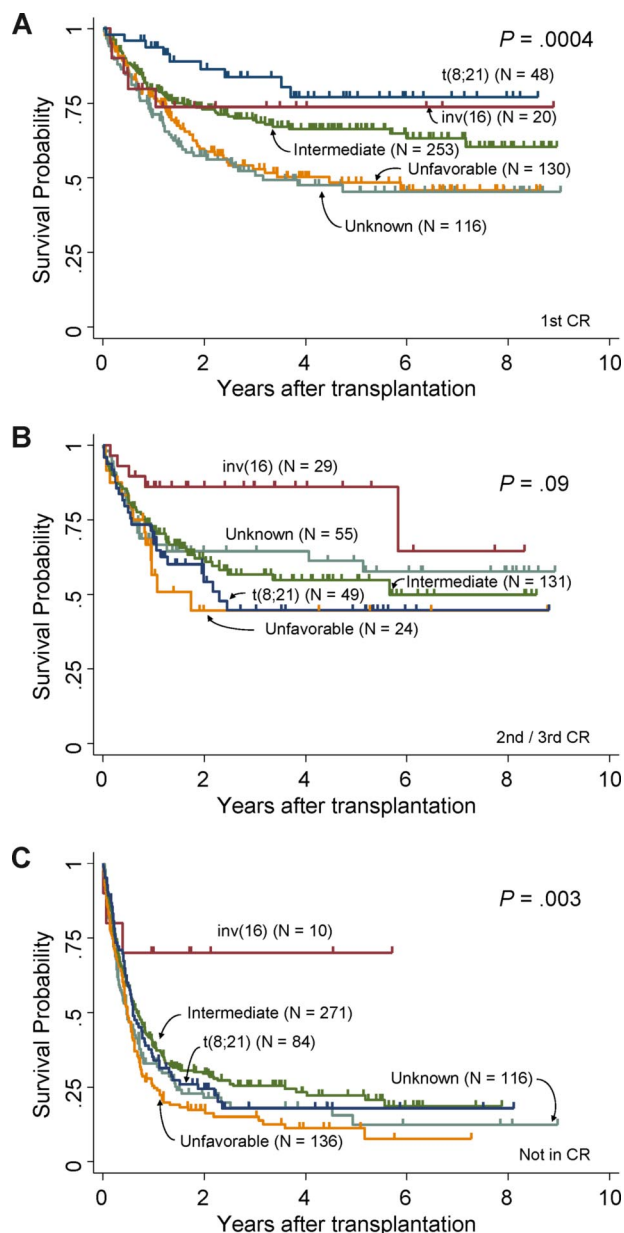 A
P = .0004
t(8;21) (N = 48)
inv(16) (N = 20)
Intermediate (N = 253)
Unfavorable (N = 130)
Unknown (N = 116)
1st CR
Survival Probability
1
.75
.5
.25
0
0 2 4 6 8 10
Years after transplantation
B
P = .09
inv(16) (N = 29)
Unknown (N = 55)
Intermediate (N = 131)
t(8;21) (N = 49)
Unfavorable (N = 24)
2nd / 3rd CR
Survival Probability
1
.75
.5
.25
0
0 2 4 6 8 10
Years after transplantation
C
P = .003
inv(16) (N = 10)
Intermediate (N = 271)
t(8;21) (N = 84)
Unknown (N = 116)
Unfavorable (N = 136)
Not in CR
Survival Probability
1
.75
.5
.25
0
0 2 4 6 8 10
Years after transplantation